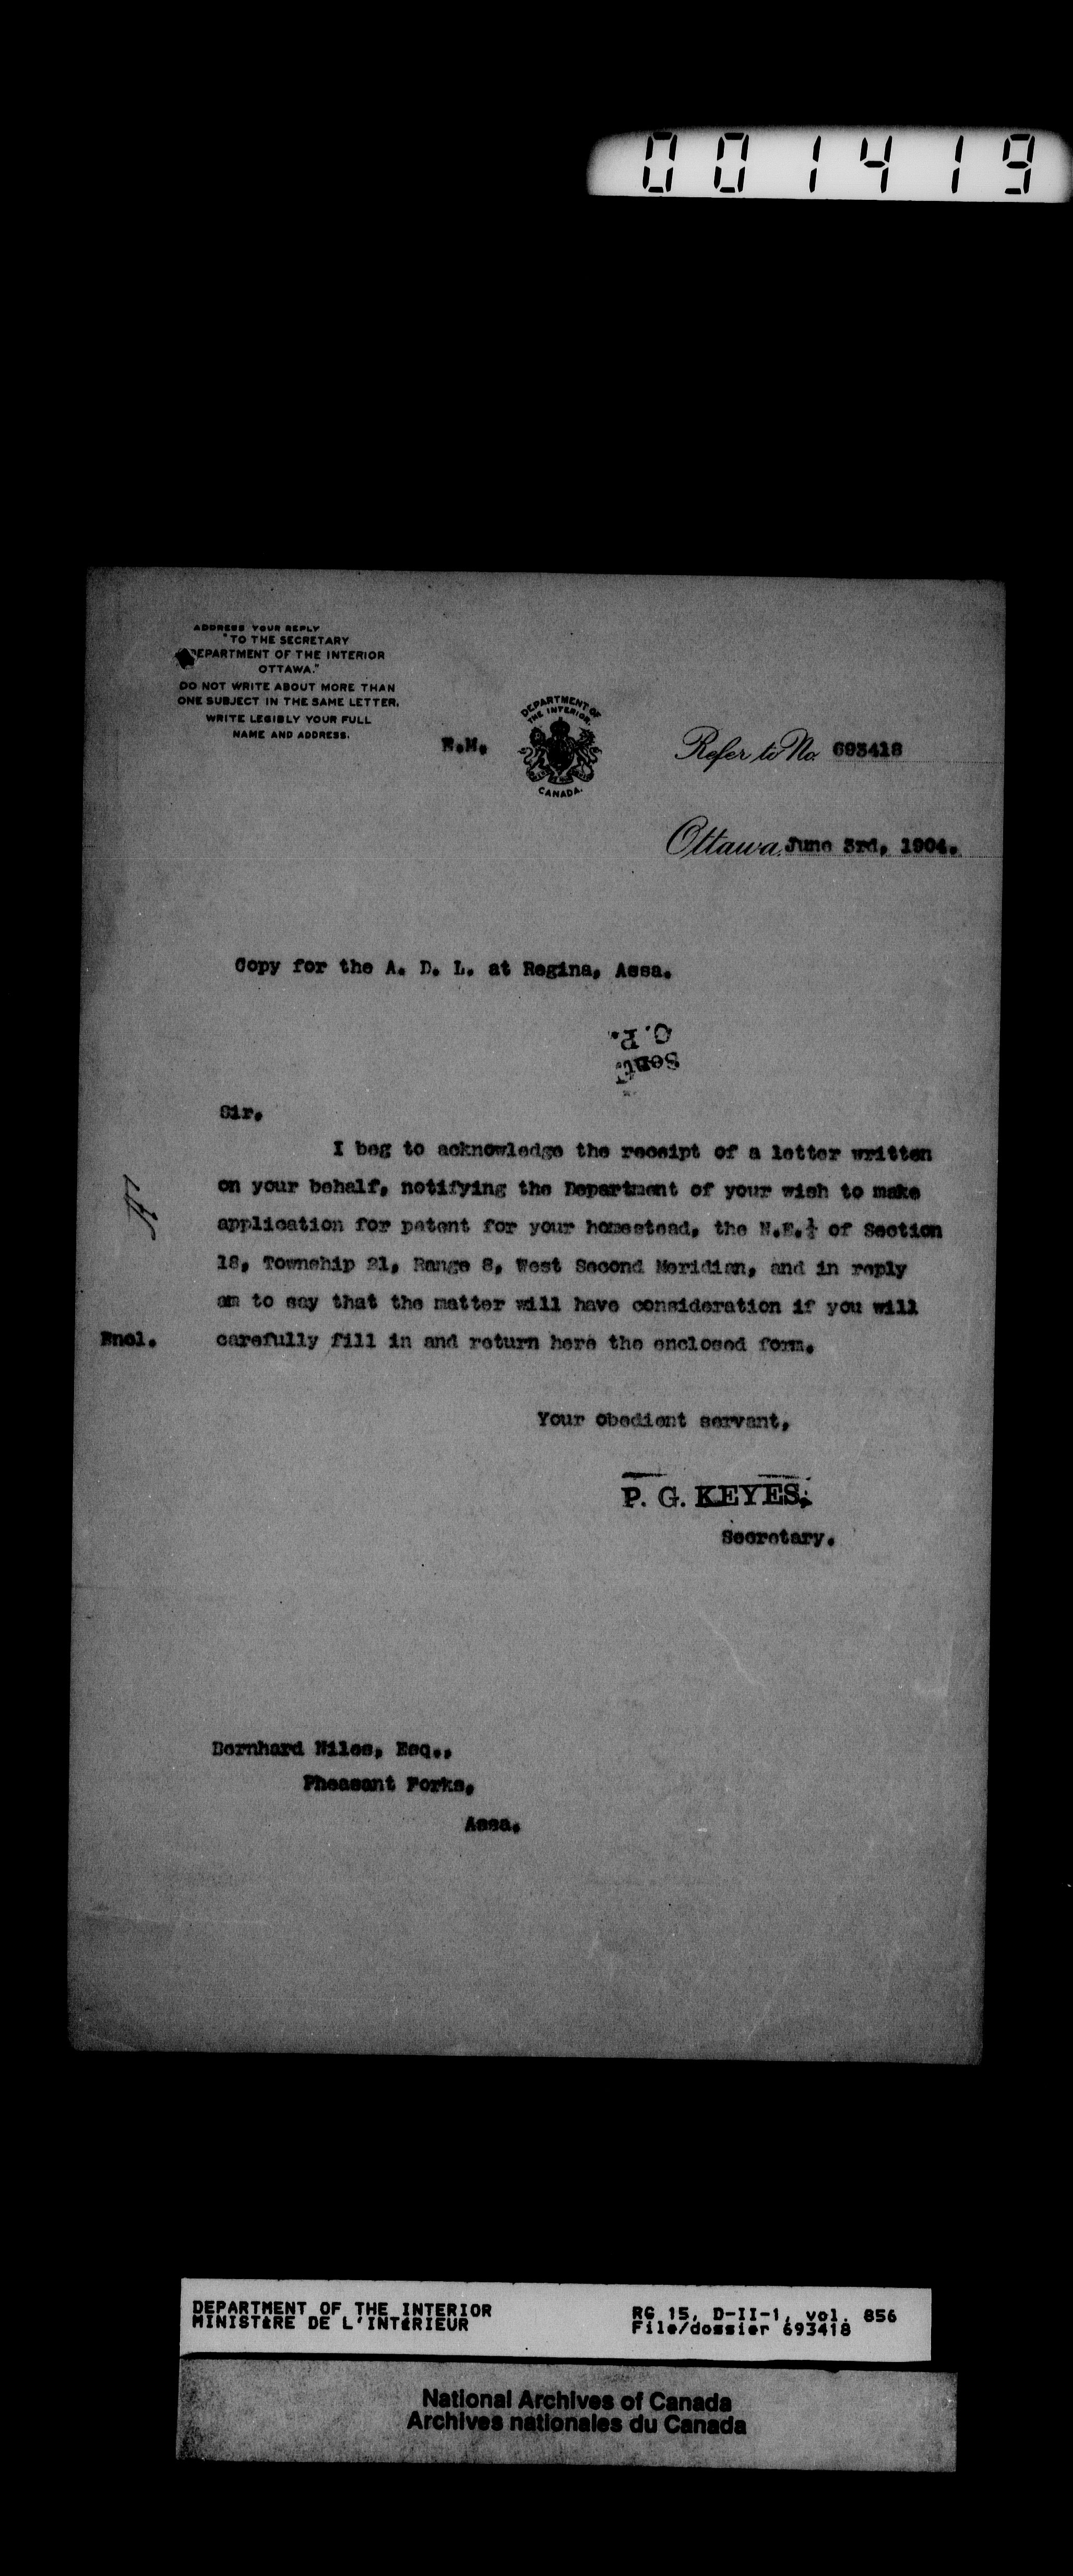 001419
ADDRESS YOUR REPLY
"TO THE SECRETARY
DEPARTMENT OF THE INTERIOR
OTTAWA."
DO NOT WRITE ABOUT MORE THAN
ONE SUBJECT IN THE SAME LETTER.
WRITE LEGIBLY YOUR FULL
NAME AND ADDRESS.
DEPARTMENT OF
THE INTERIOR.
CANADA.
Refer to No. 693418
Ottawa, June 3rd, 1904.
Copy for the A. D. L. at Regina, Assa.
C. P.
Sent
Sir,
I beg to acknowledge the receipt of a letter written
on your behalf, notifying the Department of your wish to make
application for patent for your homestead, the N.E.¼ of Section
18, Township 21, Range 8, West Second Meridian, and in reply
am to say that the matter will have consideration if you will
Encl. carefully fill in and return here the enclosed form.
Your obedient servant,
P. G. KEYES,
Secretary.
Bernhard Niles, Esq.,
Pheasant Forks,
Assa.
DEPARTMENT OF THE INTERIOR
MINISTÈRE DE L'INTÉRIEUR
RG 15, D-II-1, vol. 856
File/dossier 693418
National Archives of Canada
Archives nationales du Canada